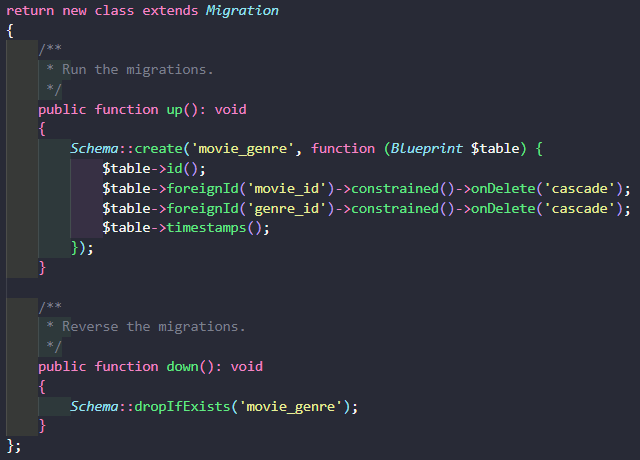 return new class extends Migration
{
    /**
     * Run the migrations.
     */
    public function up(): void
    {
        Schema::create('movie_genre', function (Blueprint $table) {
            $table->id();
            $table->foreignId('movie_id')->constrained()->onDelete('cascade');
            $table->foreignId('genre_id')->constrained()->onDelete('cascade');
            $table->timestamps();
        });
    }

    /**
     * Reverse the migrations.
     */
    public function down(): void
    {
        Schema::dropIfExists('movie_genre');
    }
};